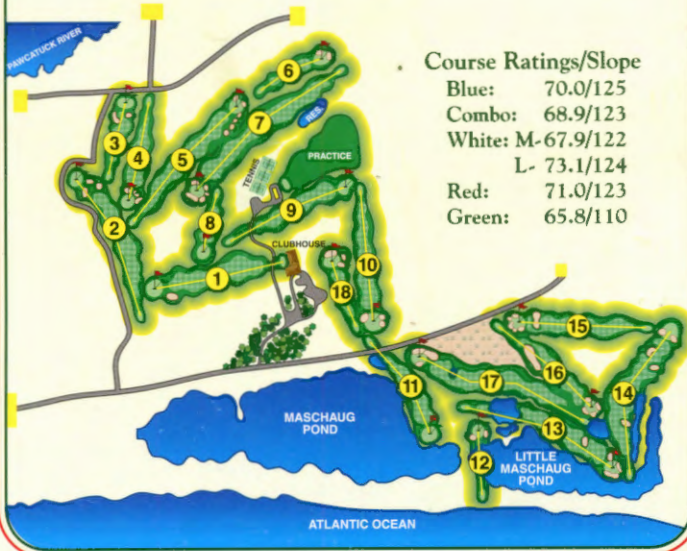 PAWCATUCK RIVER
Course Ratings/Slope
Blue: 70.0/125
Combo: 68.9/123
White: M-67.9/122
L- 73.1/124
Red: 71.0/123
Green: 65.8/110
6
3
4
5
7
RES.
PRACTICE
TENNIS
2
8
9
CLUBHOUSE
1
10
18
15
11
17
16
14
13
12
MASCHAUG
POND
LITTLE
MASCHAUG
POND
ATLANTIC OCEAN